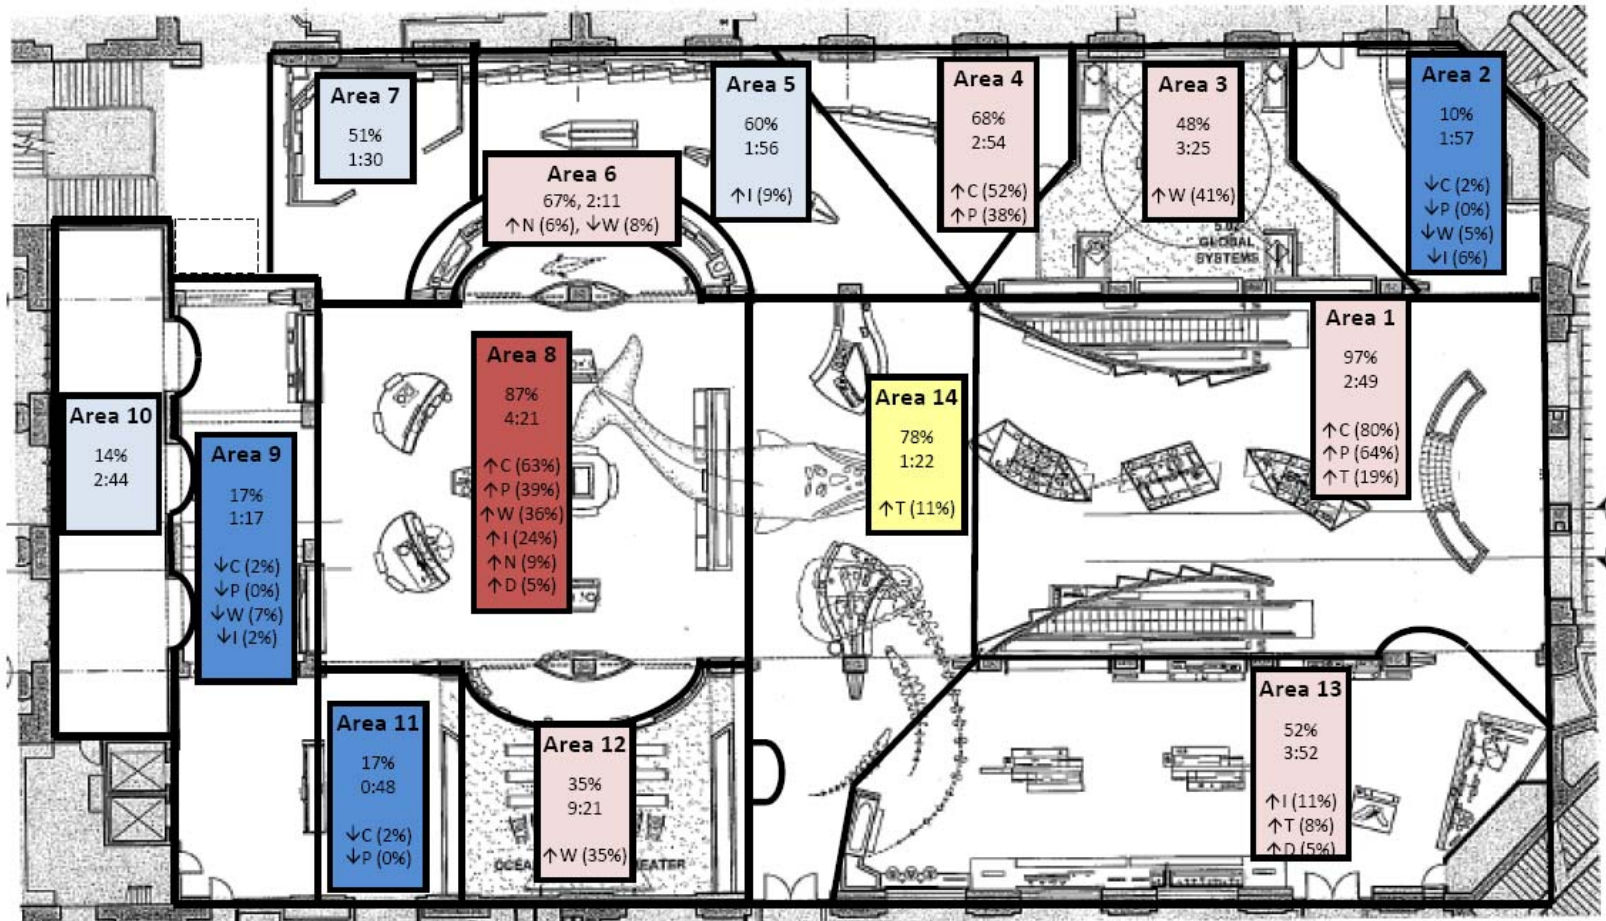 Area 7
51%
1:30
Area 6
67%, 2:11
↑N (6%), ↓W (8%)
Area 5
60%
1:56
↑I (9%)
Area 4
68%
2:54
↑C (52%)
↑P (38%)
Area 3
48%
3:25
↑W (41%)
GLOBAL
SYSTEMS
Area 2
10%
1:57
↓C (2%)
↓P (0%)
↓W (5%)
↓I (6%)
Area 10
14%
2:44
Area 9
17%
1:17
↓C (2%)
↓P (0%)
↓W (7%)
↓I (2%)
Area 8
87%
4:21
↑C (63%)
↑P (39%)
↑W (36%)
↑I (24%)
↑N (9%)
↑D (5%)
Area 14
78%
1:22
↑T (11%)
Area 1
97%
2:49
↑C (80%)
↑P (64%)
↑T (19%)
Area 11
17%
0:48
↓C (2%)
↓P (0%)
Area 12
35%
9:21
↑W (35%)
Area 13
52%
3:52
↑I (11%)
↑T (8%)
↑D (5%)